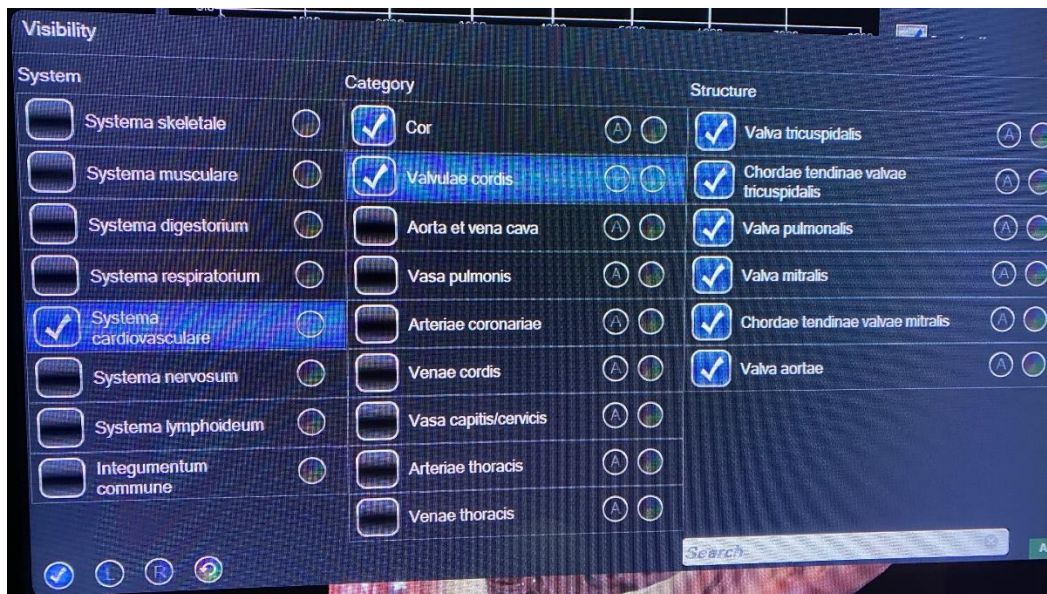 Visibility
System
Systema skeletale
Systema musculare
Systema digestorium
Systema respiratorium
Systema
cardiovasculare
Systema nervosum
Systema lymphoideum
Integumentum
commune
L
R
Category
Cor
A
Valvulae cordis
Aorta et vena cava
A
Vasa pulmonis
A
Arteriae coronariae
A
Venae cordis
A
Vasa capitis/cervicis
A
Arteriae thoracis
A
Venae thoracis
A
Structure
Valva tricuspidalis
A
Chordae tendinae valvae
tricuspidalis
A
Valva pulmonalis
A
Valva mitralis
A
Chordae tendinae valvae mitralis
A
Valva aortae
A
Search
A